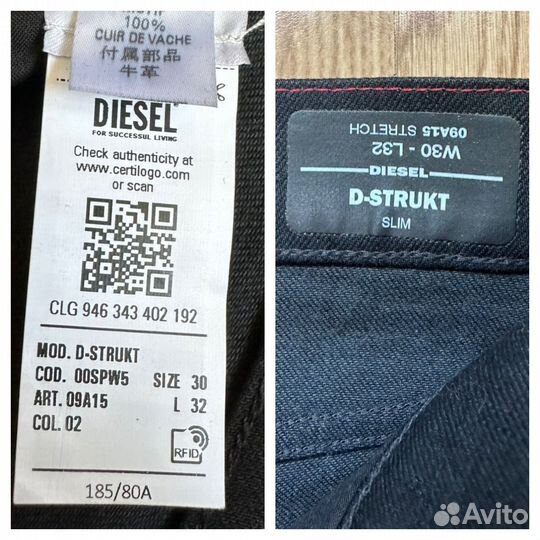 100%
CUIR DE VACHE
付属部品
牛革
DIESEL
FOR SUCCESSFUL LIVING
Check authenticity at
www.certilogo.com
or scan
CLG 946 343 402 192
MOD. D-STRUKT
COD. 00SPW5 SIZE 30
ART. 09A15 L 32
COL. 02
RFID
185/80A
09A15 STRETCH
W30 - L32
DIESEL
D-STRUKT
SLIM
Avito